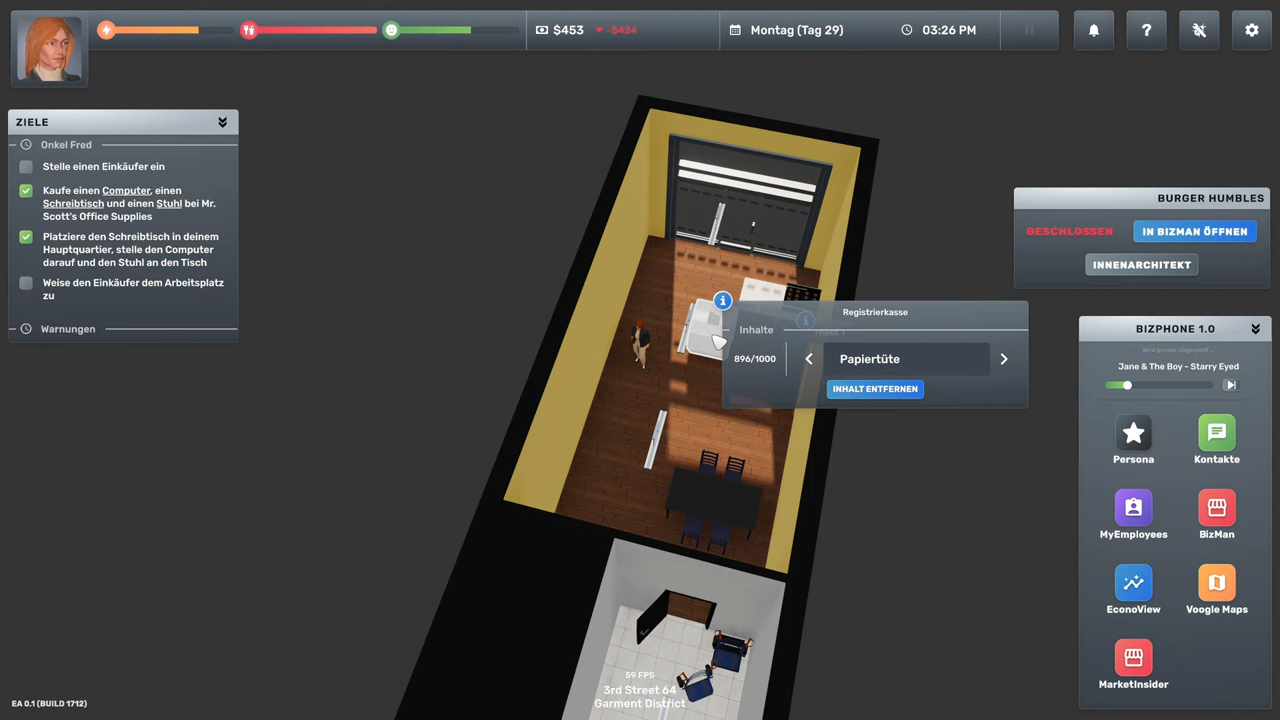 $453
-$424
Montag (Tag 29)
03:26 PM
?
ZIELE
Onkel Fred
Stelle einen Einkäufer ein
Kaufe einen Computer, einen
Schreibtisch und einen Stuhl bei Mr.
Scott's Office Supplies
Platziere den Schreibtisch in deinem
Hauptquartier, stelle den Computer
darauf und den Stuhl an den Tisch
Weise den Einkäufer dem Arbeitsplatz
zu
Warnungen
BURGER HUMBLES
GESCHLOSSEN
IN BIZMAN ÖFFNEN
INNENARCHITEKT
Registrierkasse
Inhalte
896/1000
Papiertüte
INHALT ENTFERNEN
BIZPHONE 1.0
Wird gerade abgespielt...
Jane & The Boy - Starry Eyed
Persona
Kontakte
MyEmployees
BizMan
EconoView
Voogle Maps
MarketInsider
59 FPS
3rd Street 64
Garment District
EA 0.1 (BUILD 1712)